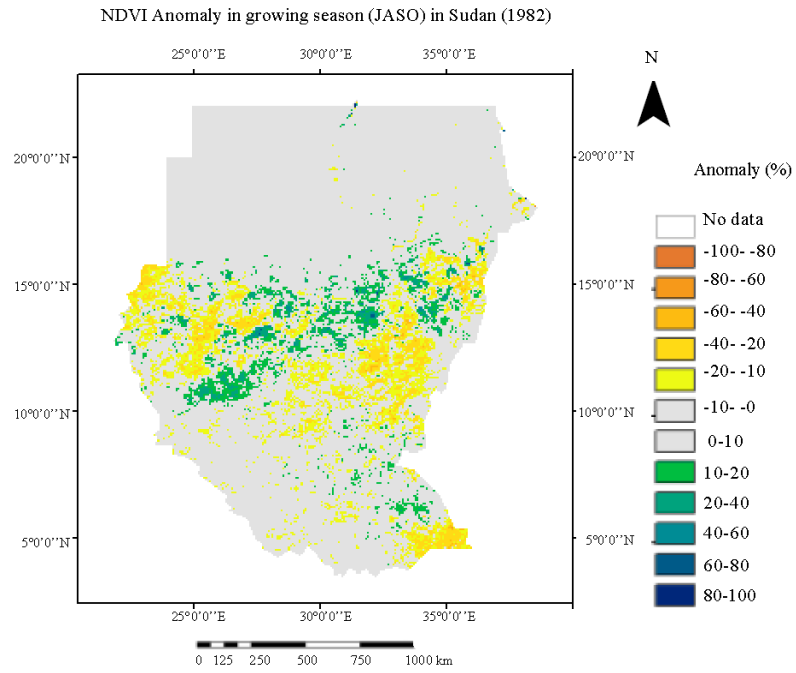 NDVI Anomaly in growing season (JASO) in Sudan (1982)
25°0'0''E 30°0'0''E 35°0'0''E
N
20°0'0''N 20°0'0''N
Anomaly (%)
No data
-100- -80
-80- -60
15°0'0''N 15°0'0''N
-60- -40
-40- -20
-20- -10
-10- -0
10°0'0''N 10°0'0''N
0-10
10-20
20-40
40-60
5°0'0''N 5°0'0''N
60-80
80-100
25°0'0''E 30°0'0''E 35°0'0''E
0 125 250 500 750 1000 km